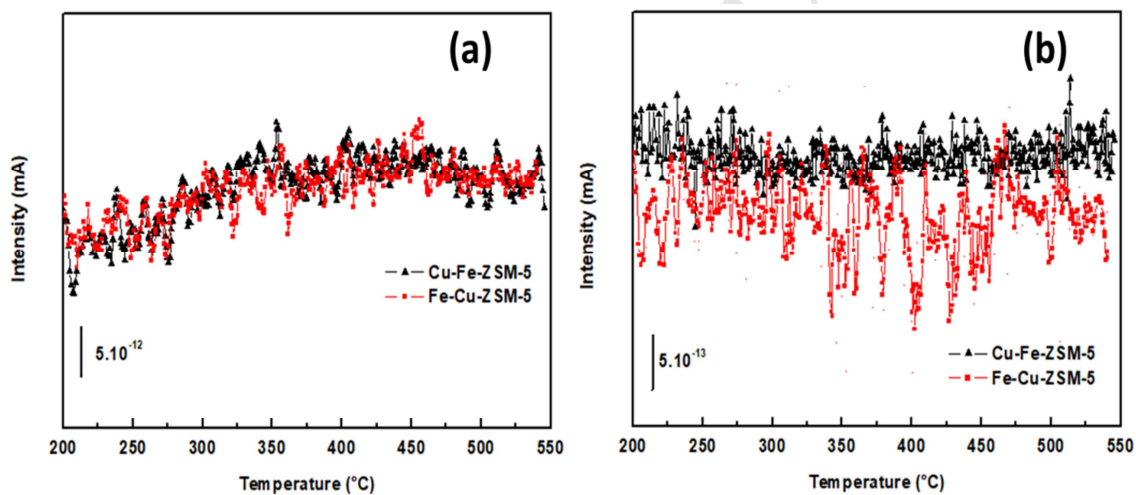 (a)
Intensity (mA)
Cu-Fe-ZSM-5
Fe-Cu-ZSM-5
5.10⁻¹²
200 250 300 350 400 450 500 550
Temperature (°C)
(b)
Intensity (mA)
5.10⁻¹³
Cu-Fe-ZSM-5
Fe-Cu-ZSM-5
200 250 300 350 400 450 500 550
Temperature (°C)